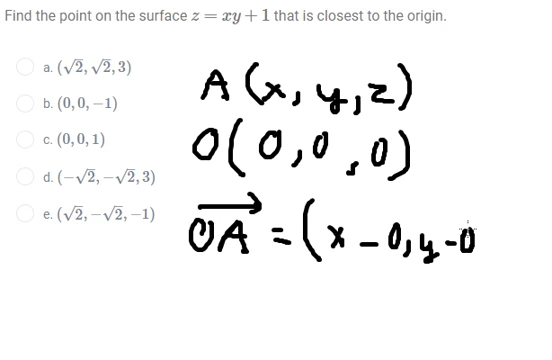 Find the point on the surface z = xy + 1 that is closest to the origin.
a. (√2, √2, 3)
b. (0, 0, −1)
c. (0, 0, 1)
d. (−√2, −√2, 3)
e. (√2, −√2, −1)
A(x, y, z)
O(0, 0, 0)
OA = (x - 0, y - 0